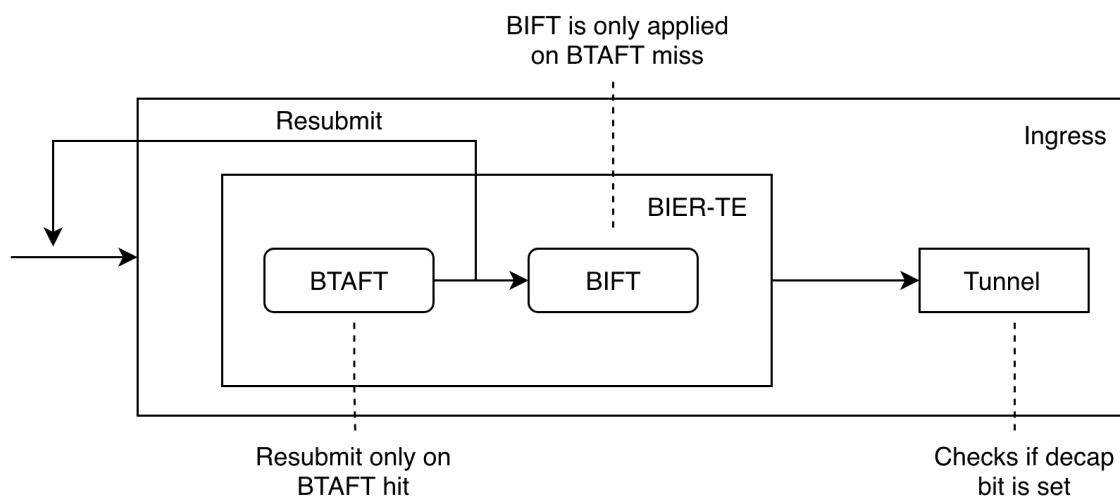 BIFT is only applied
on BTAFT miss
Resubmit
Ingress
BIER-TE
BTAFT
BIFT
Tunnel
Resubmit only on
BTAFT hit
Checks if decap
bit is set